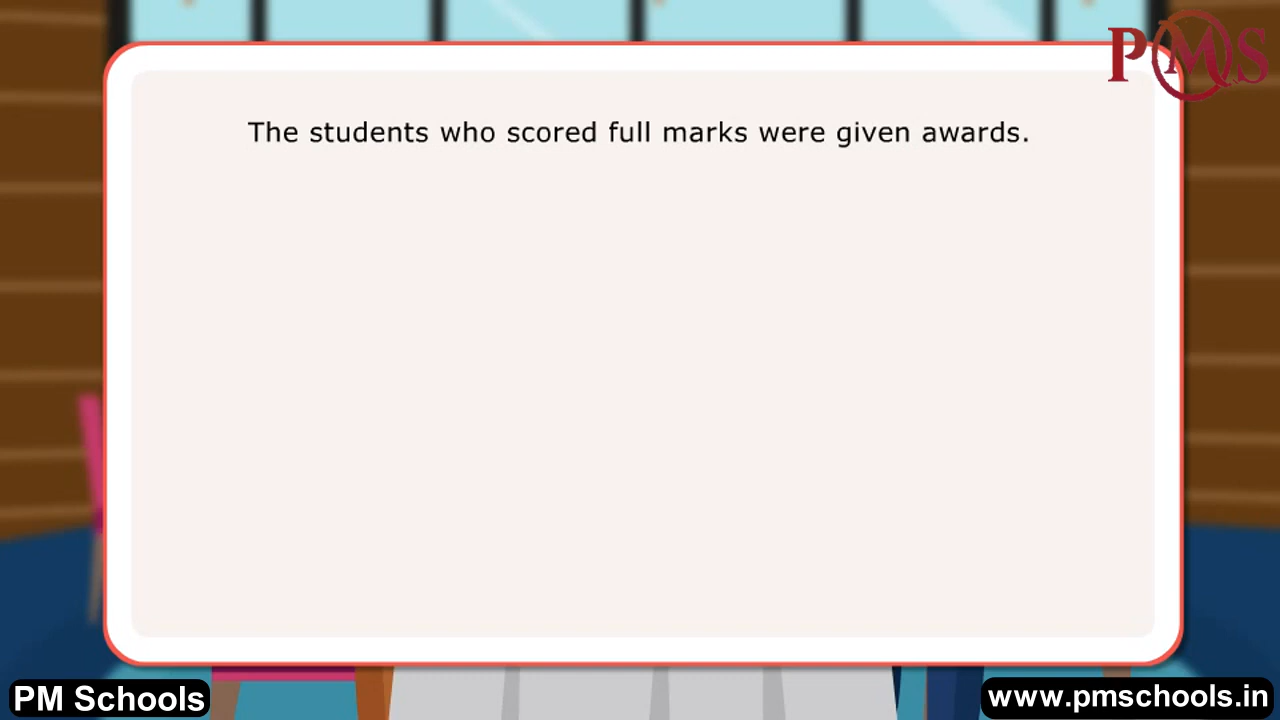 PMS
The students who scored full marks were given awards.
PM Schools
www.pmschools.in